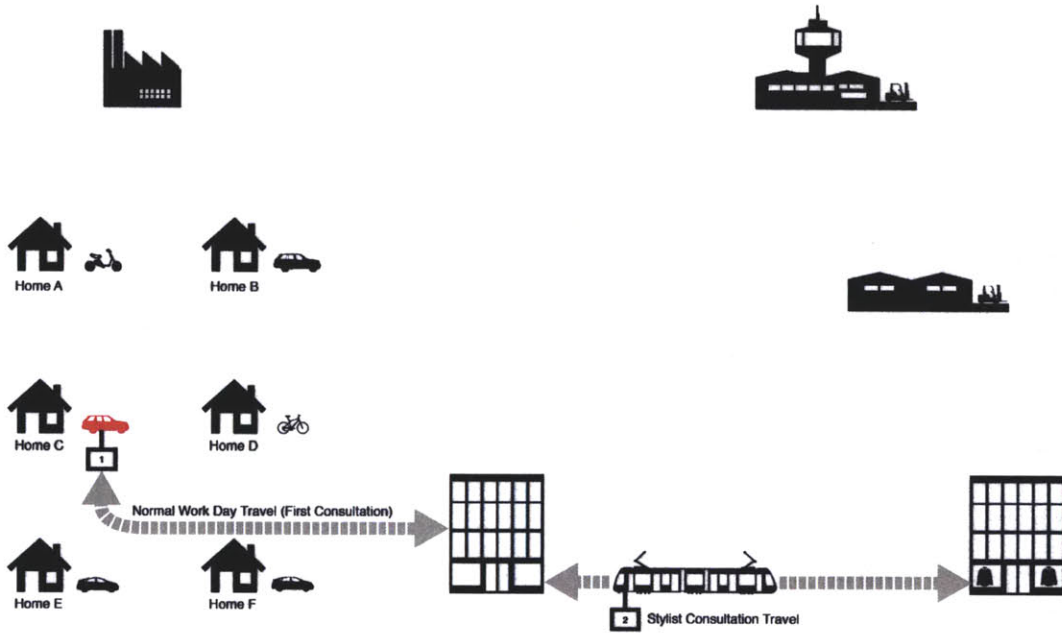 Home A
Home B
Home C
Home D
1
Normal Work Day Travel (First Consultation)
Home E
Home F
2
Stylist Consultation Travel